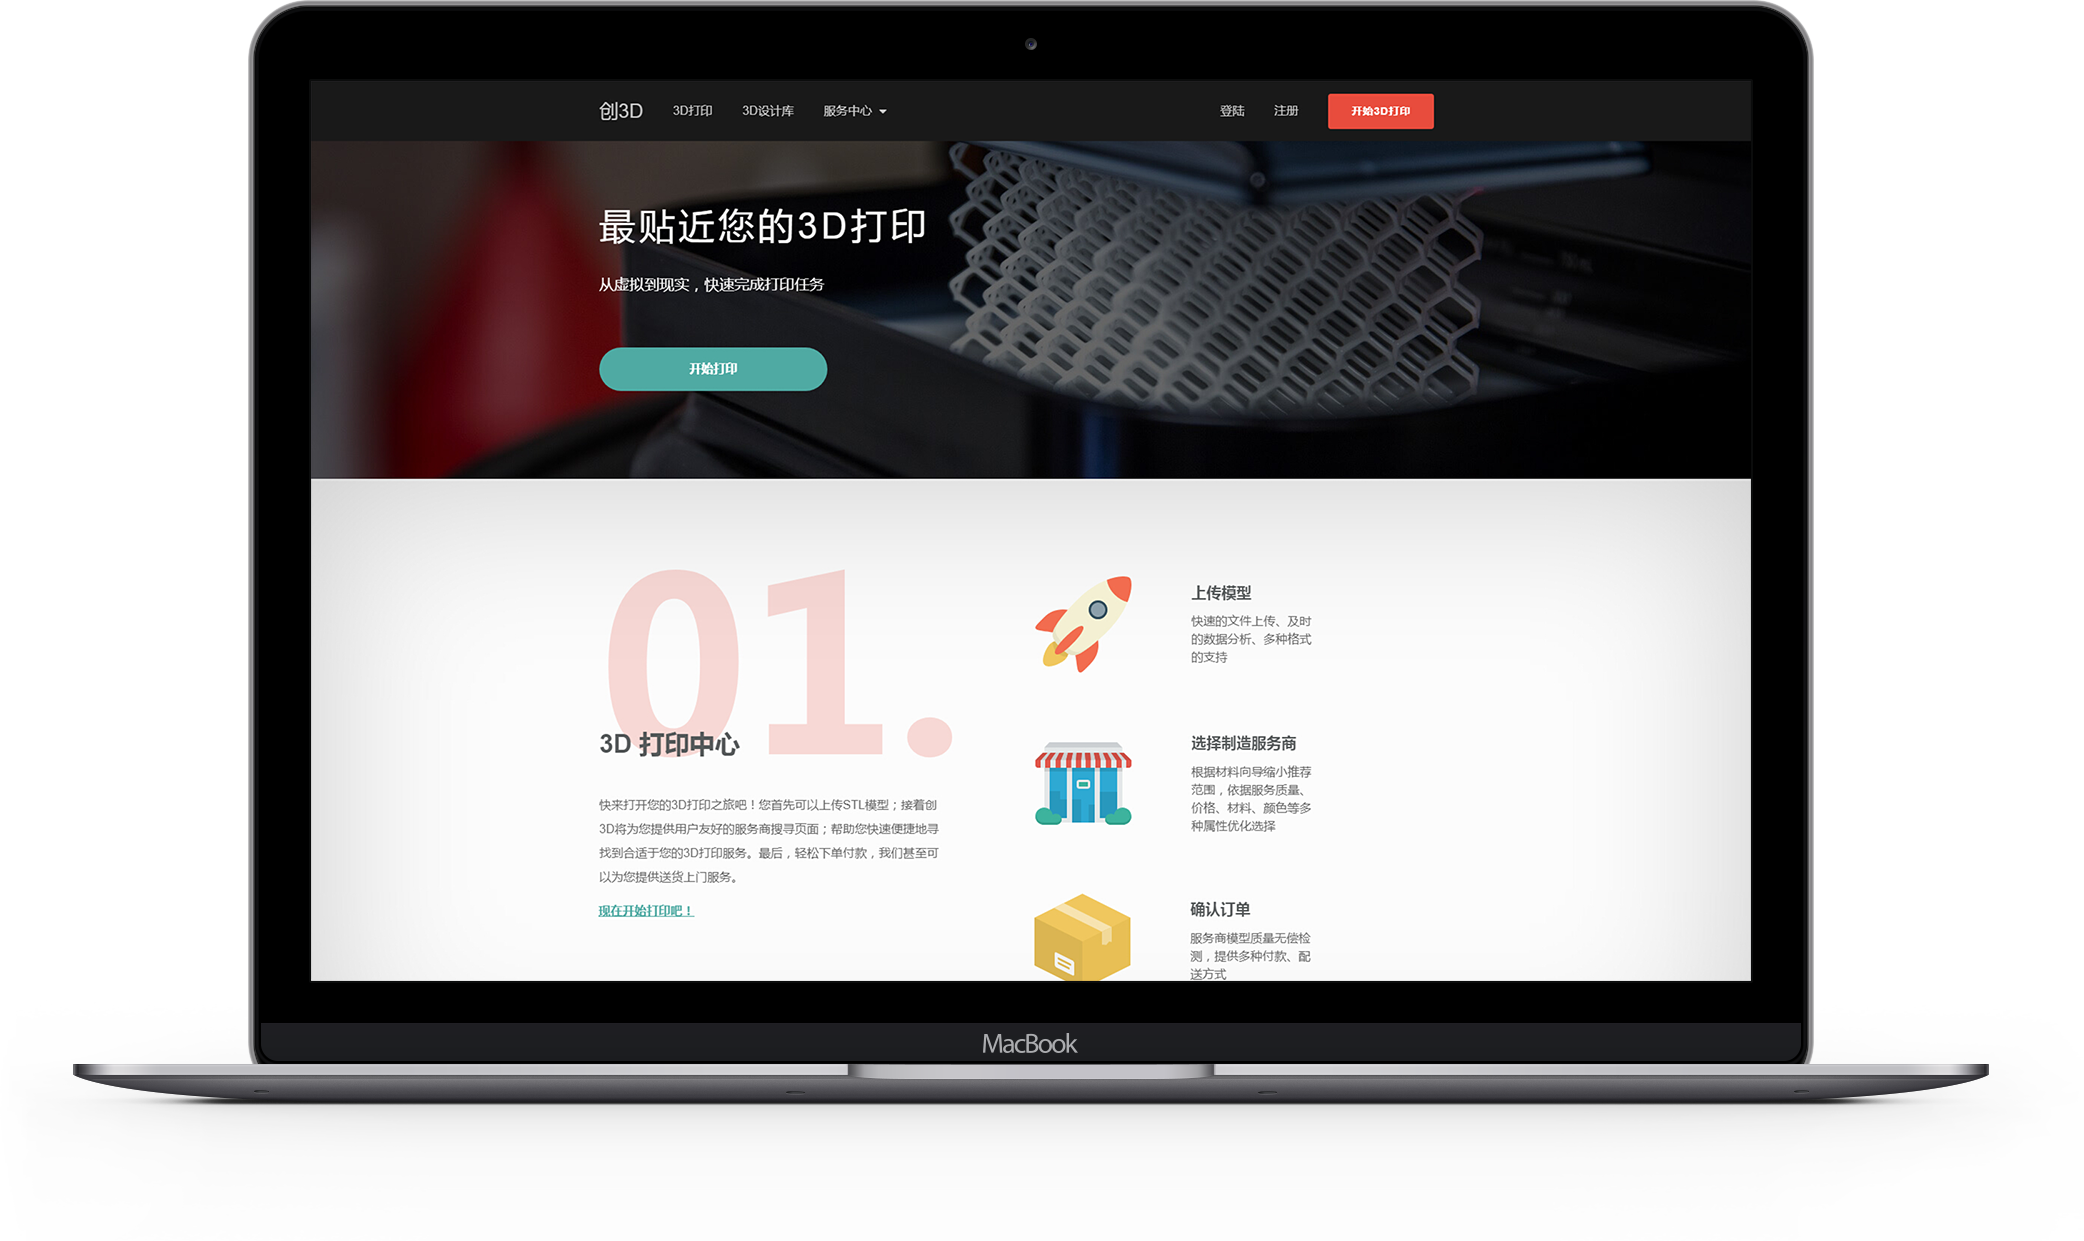 创3D 3D打印 3D设计库 服务中心 登陆 注册 开始3D打印
最贴近您的3D打印
从虚拟到现实，快速完成打印任务
开始打印
01.
3D 打印中心
快来打开您的3D打印之旅吧！您首先可以上传STL模型；接着创
3D将为您提供用户友好的服务商搜寻页面；帮助您快速便捷地寻
找到合适于您的3D打印服务。最后，轻松下单付款，我们甚至可
以为您提供送货上门服务。
现在开始打印吧！
上传模型
快速的文件上传、及时
的数据分析、多种格式
的支持
选择制造服务商
根据材料向导缩小推荐
范围，依据服务质量、
价格、材料、颜色等多
种属性优化选择
确认订单
服务商模型质量无偿检
测，提供多种付款、配
送方式
MacBook